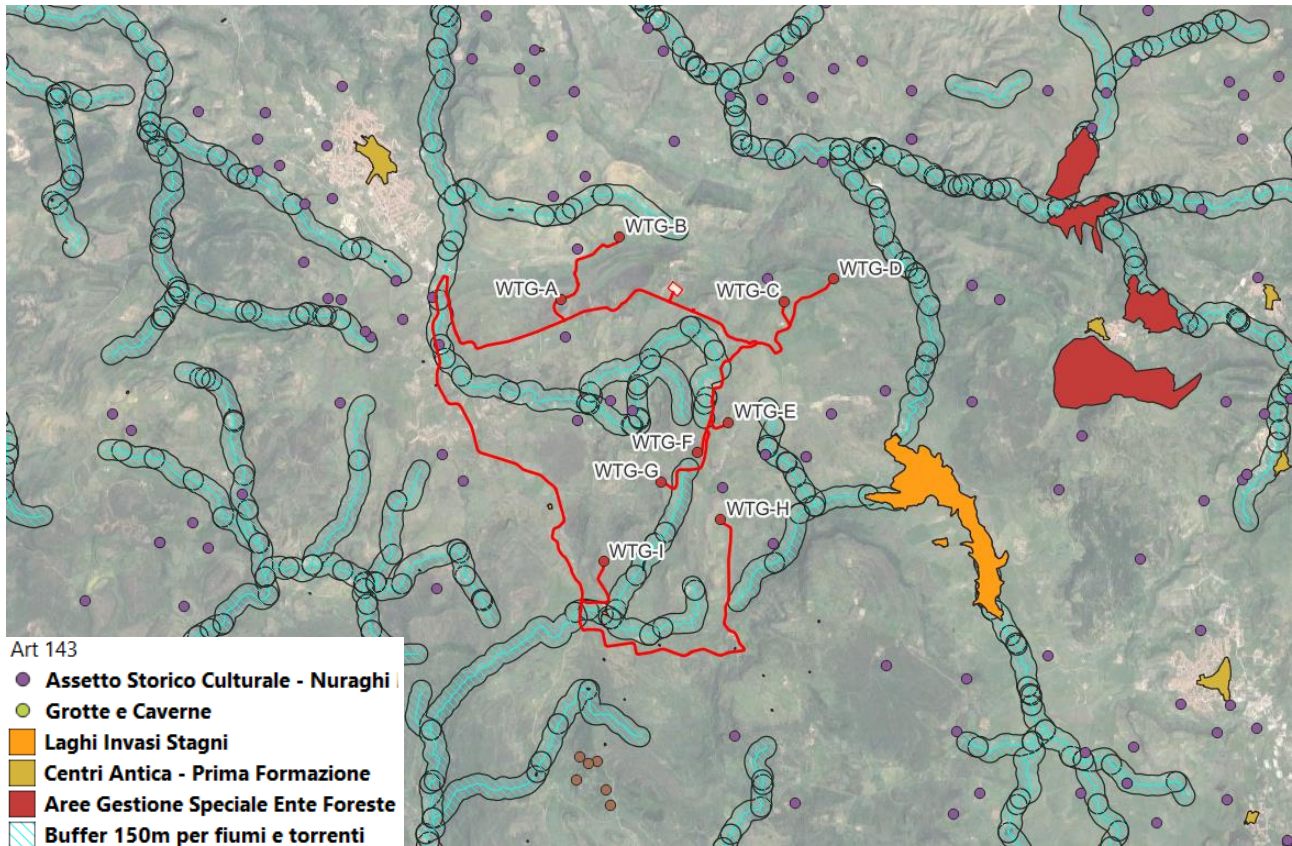 WTG-B
WTG-D
WTG-A
WTG-C
WTG-E
WTG-F
WTG-G
WTG-H
WTG-I
Art 143
Assetto Storico Culturale - Nuraghi
Grotte e Caverne
Laghi Invasi Stagni
Centri Antica - Prima Formazione
Aree Gestione Speciale Ente Foreste
Buffer 150m per fiumi e torrenti